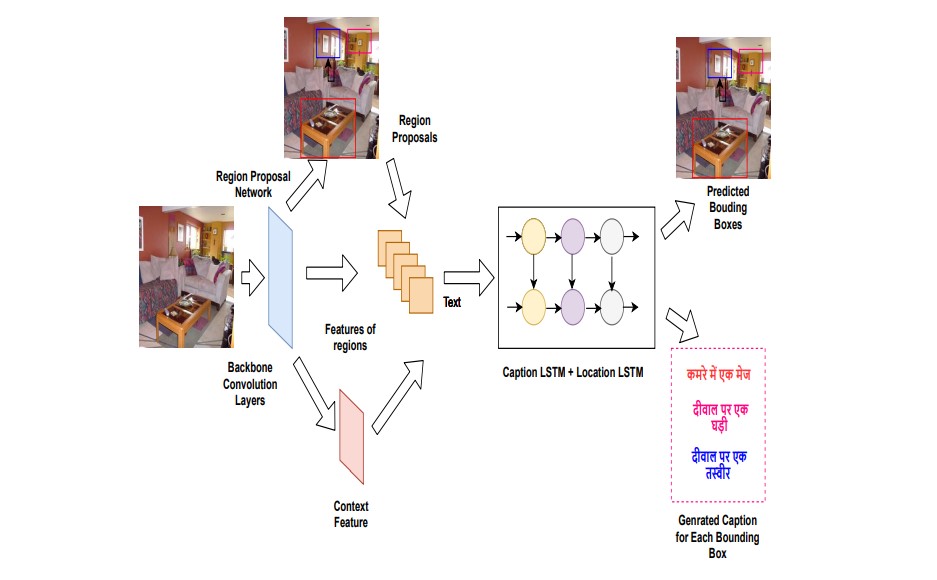 Region
Proposals
Region Proposal
Network
Predicted
Bouding
Boxes
Text
Features of
regions
Backbone
Convolution
Layers
Caption LSTM + Location LSTM
कमरे में एक मेज
दीवाल पर एक
घड़ी
दीवाल पर एक
तस्वीर
Context
Feature
Genrated Caption
for Each Bounding
Box